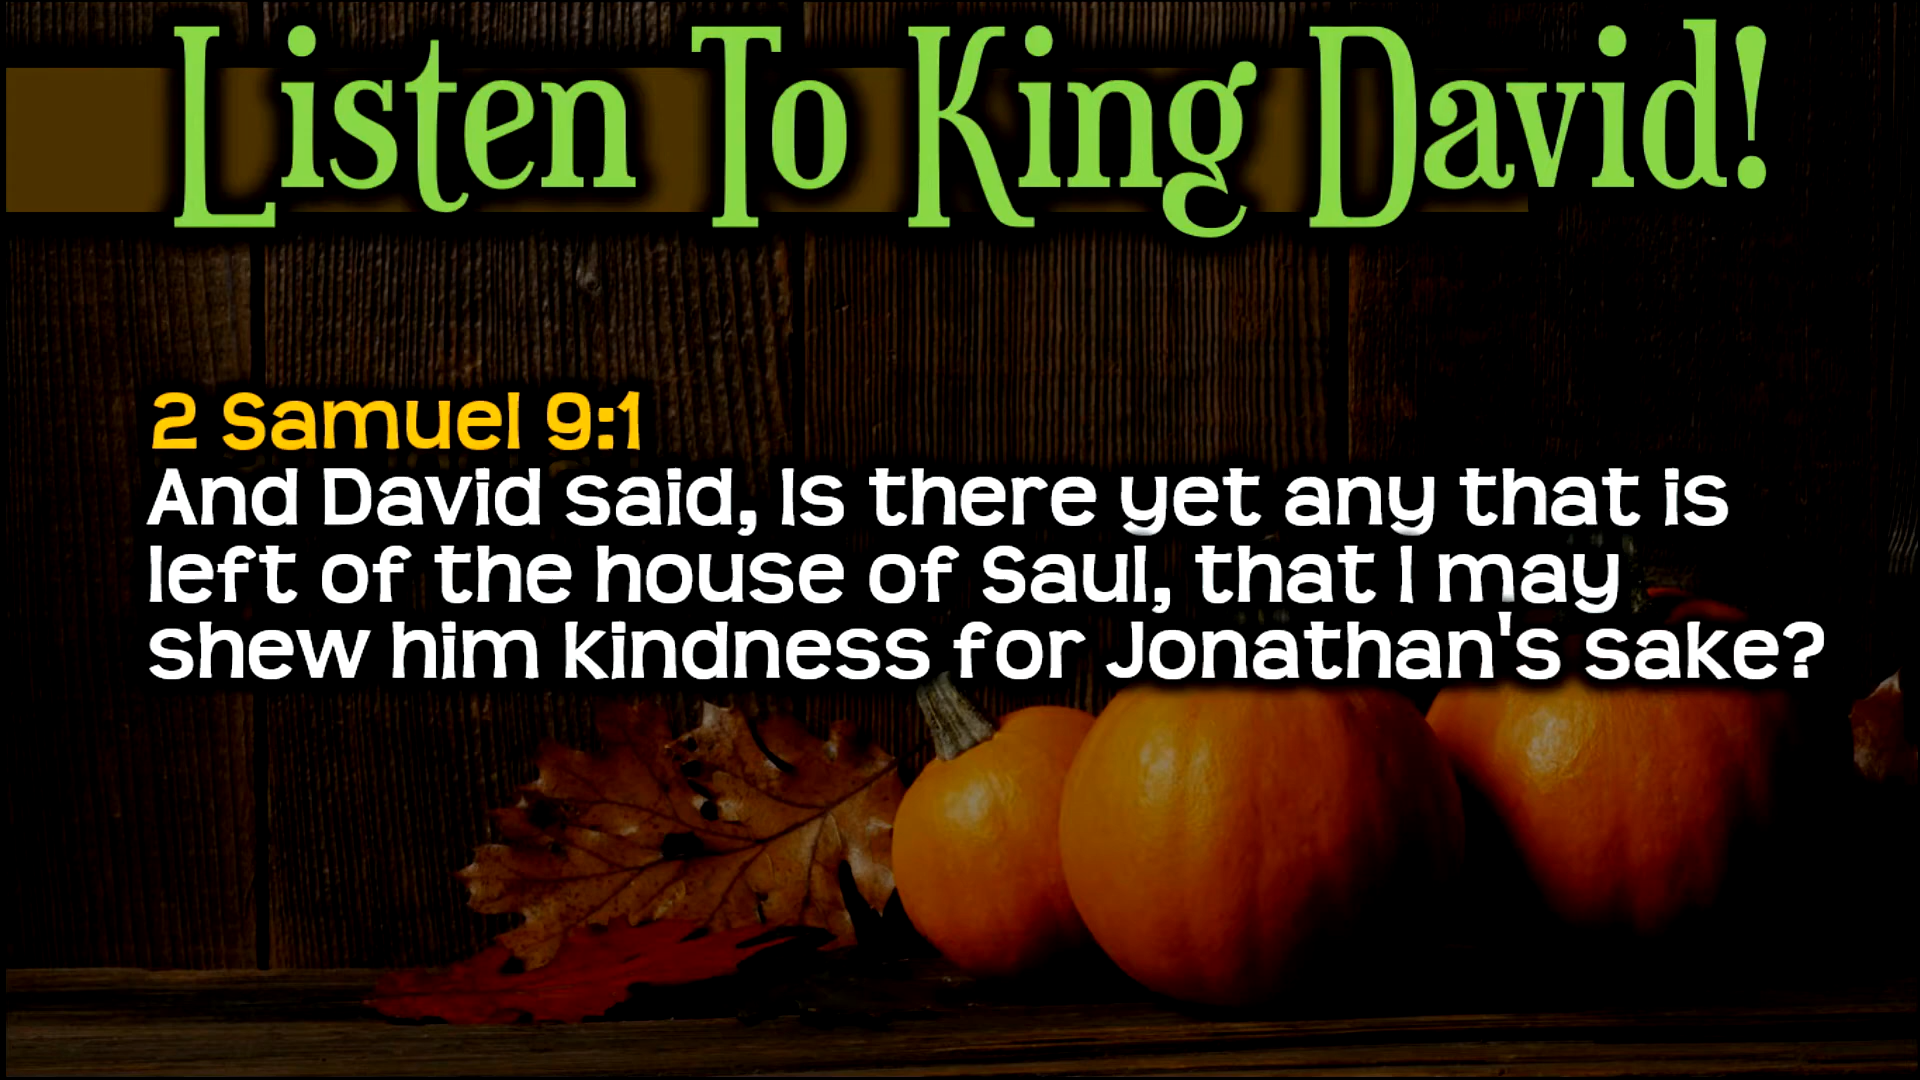 Listen To King David!
2 Samuel 9:1
And David said, Is there yet any that is
left of the house of Saul, that I may
shew him kindness for Jonathan's sake?